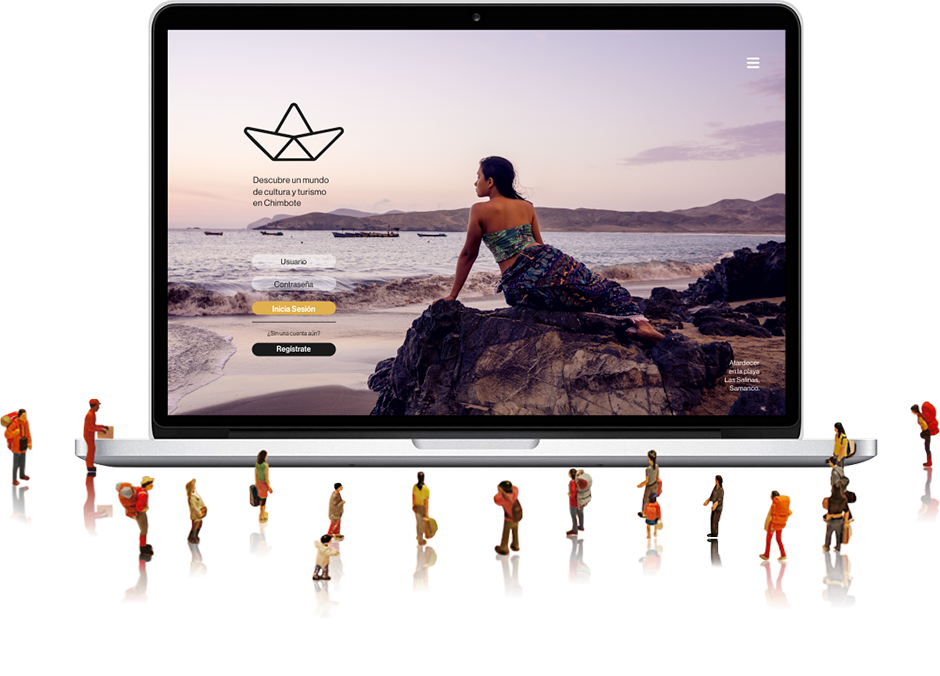 Descubre un mundo
de cultura y turismo
en Chimbote
Usuario
Contraseña
Inicia Sesión
¿Sin una cuenta aún?
Regístrate
Atardecer
en la playa
Las Salinas,
Samanco.